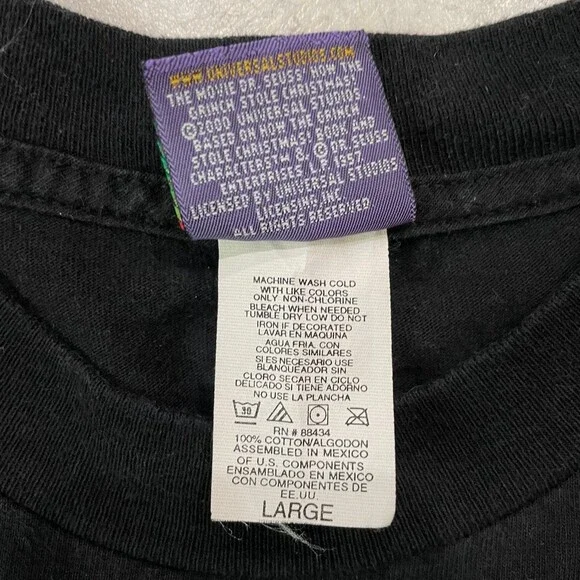 WWW.UNIVERSALSTUDIOS.COM
THE MOVIE DR. SEUSS' HOW THE
GRINCH STOLE CHRISTMAS!
©2000 UNIVERSAL STUDIOS
BASED ON HOW THE GRINCH
STOLE CHRISTMAS! BOOK AND
CHARACTERS™ & © DR. SEUSS
ENTERPRISES L.P. 1957
LICENSED BY UNIVERSAL STUDIOS
LICENSING, INC.
ALL RIGHTS RESERVED
MACHINE WASH COLD
WITH LIKE COLORS
ONLY NON-CHLORINE
BLEACH WHEN NEEDED
TUMBLE DRY LOW DO NOT
IRON IF DECORATED
LAVAR EN MAQUINA
AGUA FRIA. CON
COLORES SIMILARES
SI ES NECESARIO USE
BLANQUEADOR SIN
CLORO SECAR EN CICLO
DELICADO SI TIENE ADORNO
NO USE LA PLANCHA
30
RN # 88434
100% COTTON/ALGODON
ASSEMBLED IN MEXICO
OF U.S. COMPONENTS
ENSAMBLADO EN MEXICO
CON COMPONENTES DE
EE.UU.
LARGE